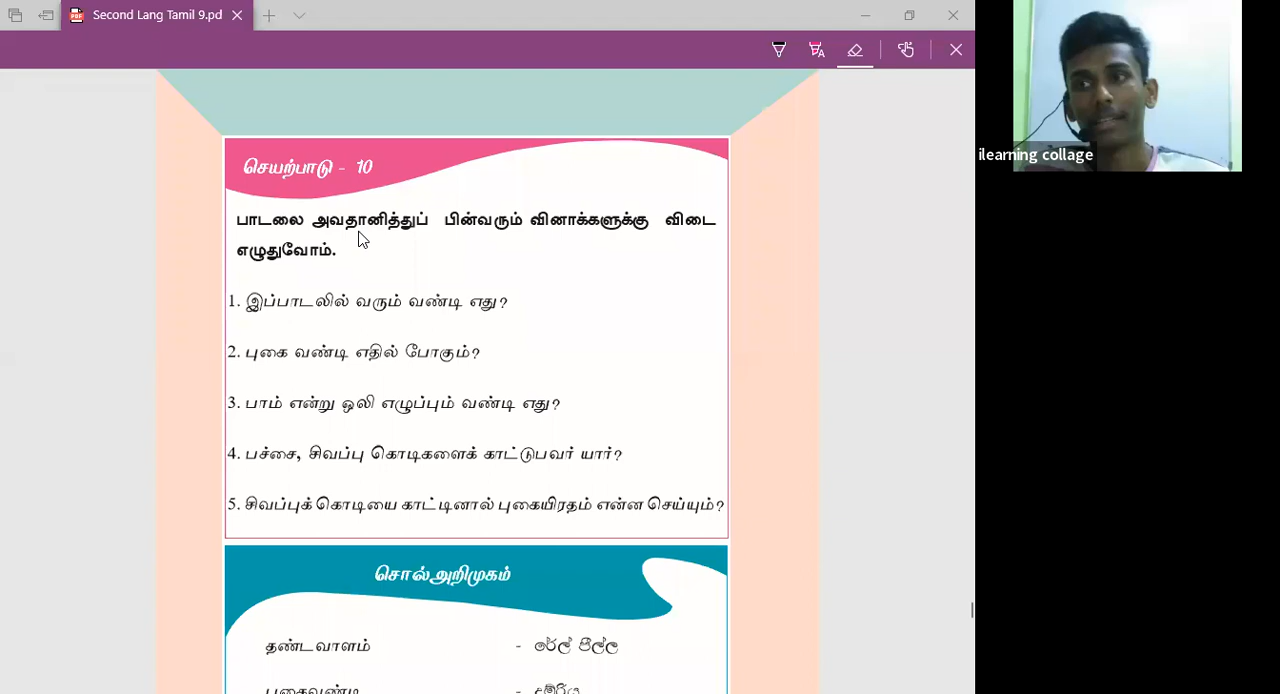 Second Lang Tamil 9.pd
ilearning collage
செயற்பாடு - 10
பாடலை அவதானித்துப் பின்வரும் வினாக்களுக்கு விடை
எழுதுவோம்.
1. இப்பாடலில் வரும் வண்டி எது?
2. புகை வண்டி எதில் போகும்?
3. பாம் என்று ஒலி எழுப்பும் வண்டி எது?
4. பச்சை, சிவப்பு கொடிகளைக் காட்டுபவர் யார்?
5. சிவப்புக் கொடியை காட்டினால் புகையிரதம் என்ன செய்யும்?
சொல்அறிமுகம்
தண்டவாளம் - රේල් පීල්ල
புகைவண்டி - දුම්රිය